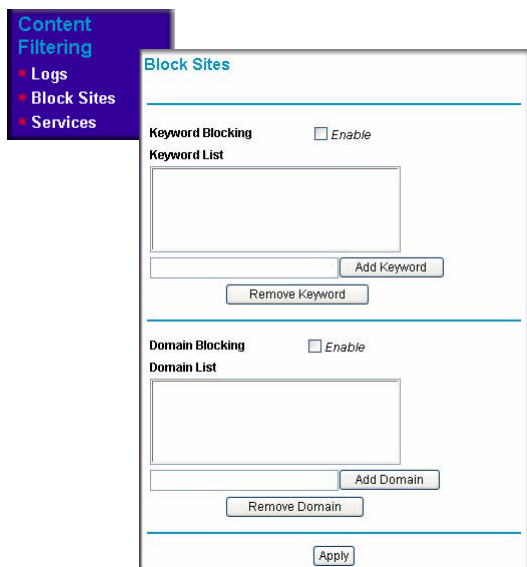 Content
Filtering
Logs
Block Sites
Services
Block Sites
Keyword Blocking Enable
Keyword List
Add Keyword
Remove Keyword
Domain Blocking Enable
Domain List
Add Domain
Remove Domain
Apply